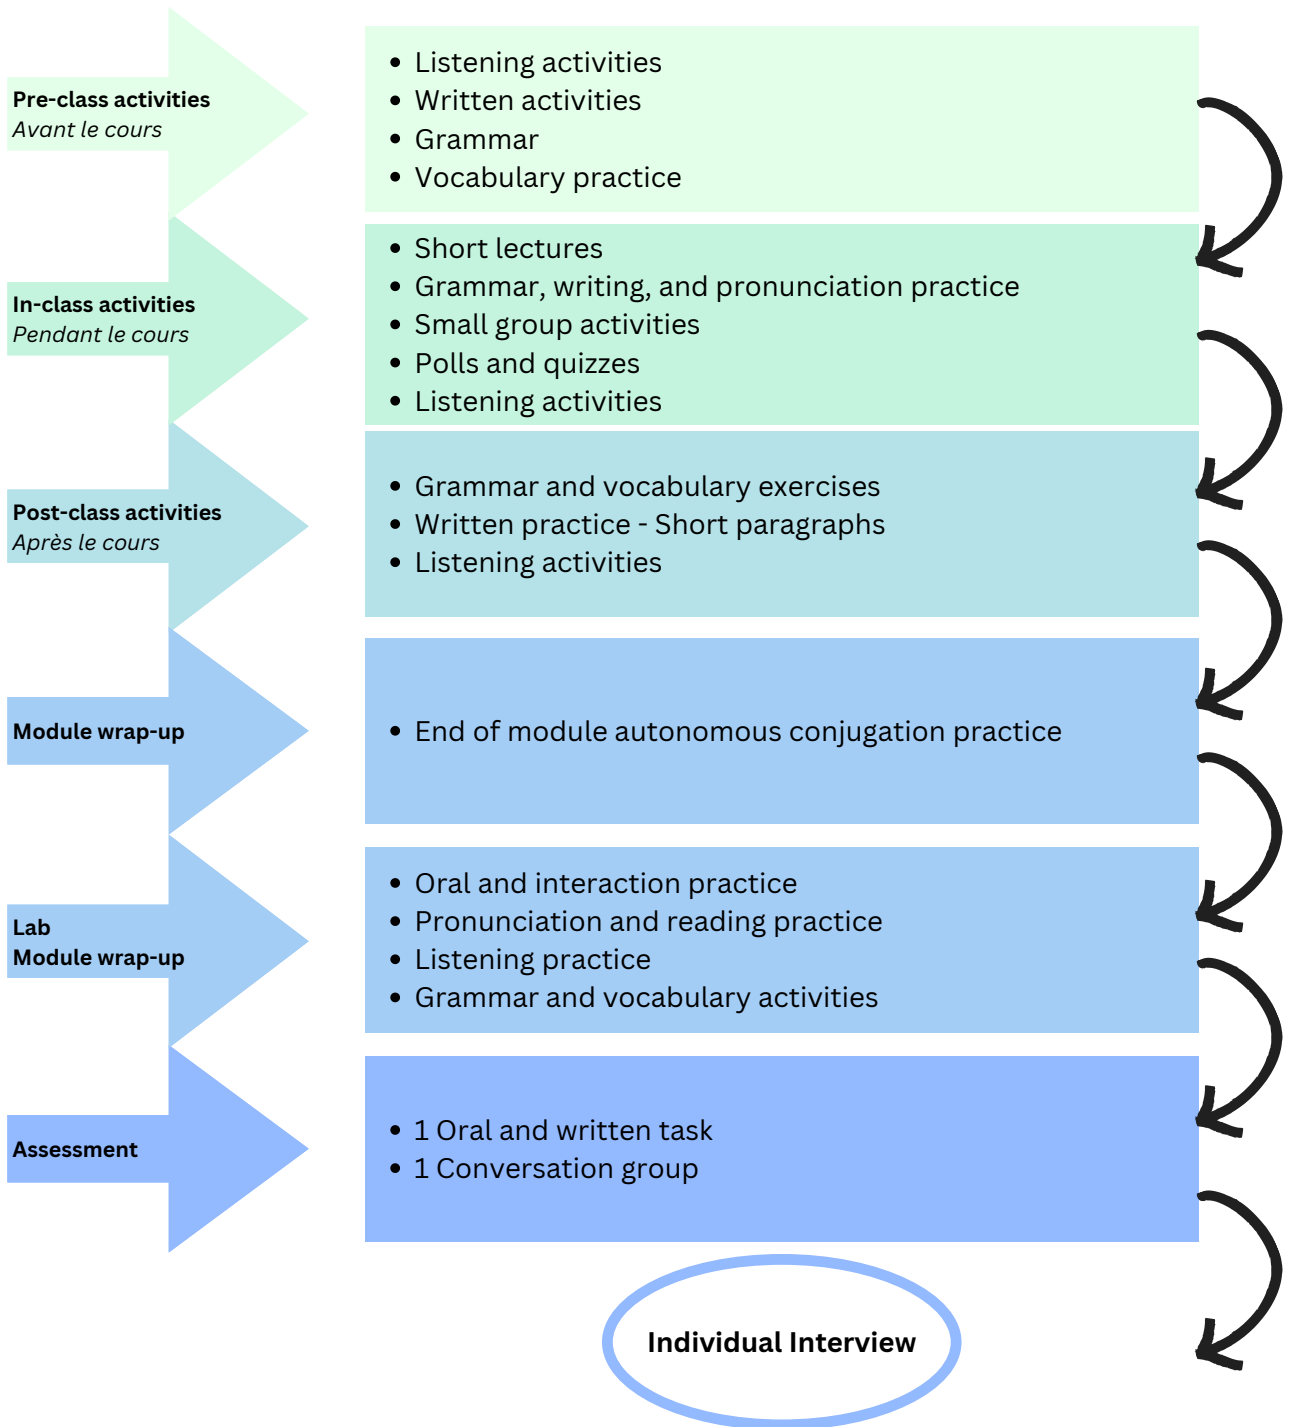 Pre-class activities
Avant le cours
• Listening activities
• Written activities
• Grammar
• Vocabulary practice
In-class activities
Pendant le cours
• Short lectures
• Grammar, writing, and pronunciation practice
• Small group activities
• Polls and quizzes
• Listening activities
Post-class activities
Après le cours
• Grammar and vocabulary exercises
• Written practice - Short paragraphs
• Listening activities
Module wrap-up
• End of module autonomous conjugation practice
Lab
Module wrap-up
• Oral and interaction practice
• Pronunciation and reading practice
• Listening practice
• Grammar and vocabulary activities
Assessment
• 1 Oral and written task
• 1 Conversation group
Individual Interview